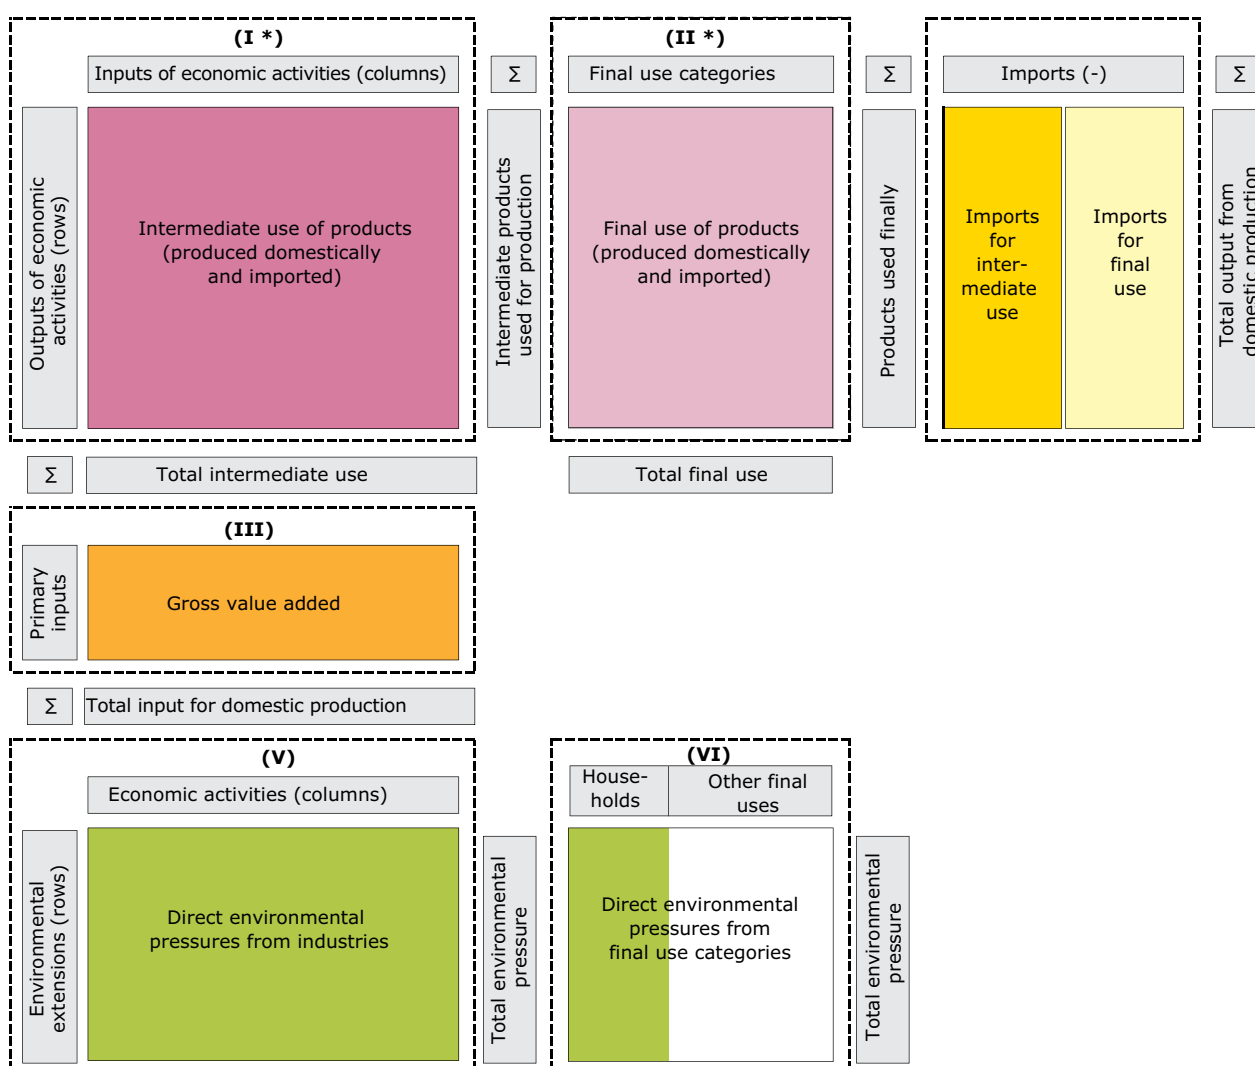 (I *)
Inputs of economic activities (columns)
Σ
(II *)
Final use categories
Σ
Imports (-)
Σ
Outputs of economic
activities (rows)
Intermediate use of products
(produced domestically
and imported)
Intermediate products
used for production
Final use of products
(produced domestically
and imported)
Products used finally
Imports
for
inter-
mediate
use
Imports
for
final
use
Total output from
domestic production
Σ
Total intermediate use
Total final use
(III)
Primary
inputs
Gross value added
Σ
Total input for domestic production
(V)
Economic activities (columns)
Environmental
extensions (rows)
Direct environmental
pressures from industries
Total environmental
pressure
(VI)
House-
holds
Other final
uses
Direct environmental
pressures from
final use categories
Total environmental
pressure